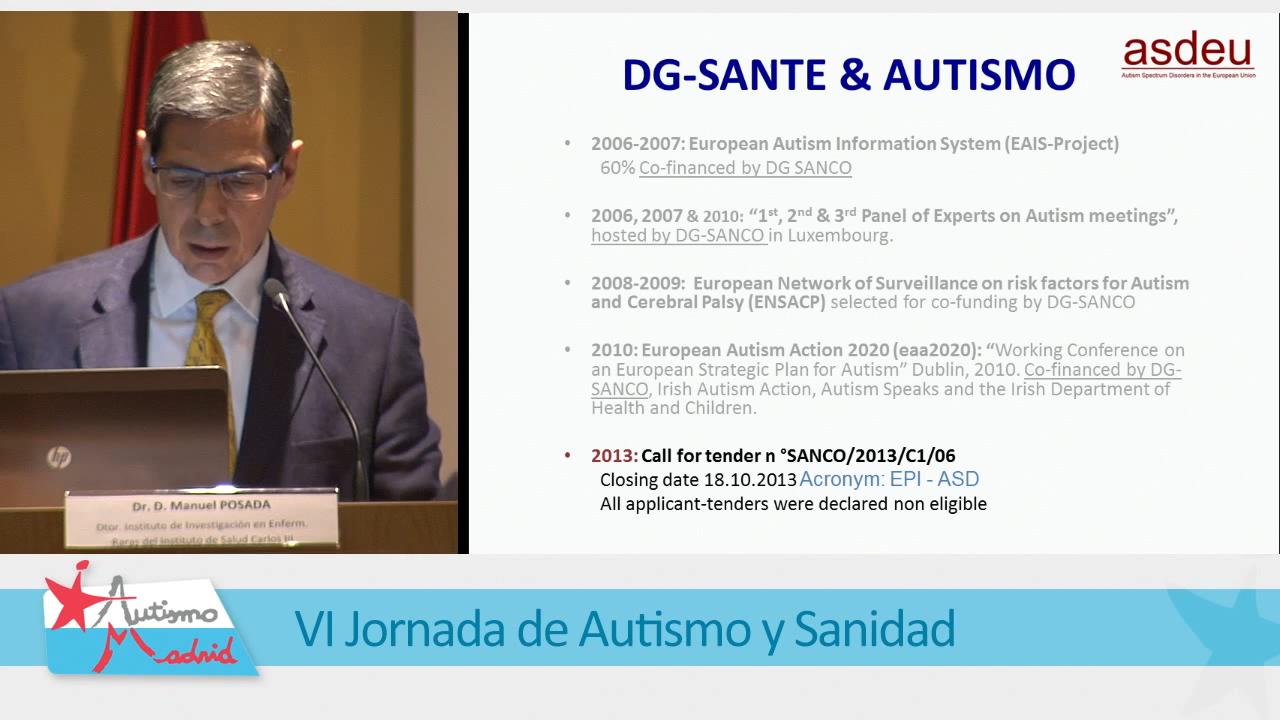 DG-SANTE & AUTISMO
asdeu
Autism Spectrum Disorders in the European Union
• 2006-2007: European Autism Information System (EAIS-Project)
60% Co-financed by DG SANCO
• 2006, 2007 & 2010: “1st, 2nd & 3rd Panel of Experts on Autism meetings”,
hosted by DG-SANCO in Luxembourg.
• 2008-2009: European Network of Surveillance on risk factors for Autism
and Cerebral Palsy (ENSACP) selected for co-funding by DG-SANCO
• 2010: European Autism Action 2020 (eaa2020): “Working Conference on
an European Strategic Plan for Autism” Dublin, 2010. Co-financed by DG-
SANCO, Irish Autism Action, Autism Speaks and the Irish Department of
Health and Children.
• 2013: Call for tender n °SANCO/2013/C1/06
Closing date 18.10.2013 Acronym: EPI - ASD
All applicant-tenders were declared non eligible
hp
Dr. D. Manuel POSADA
Dtor. Instituto de Investigación en Enferm.
Raras del Instituto de Salud Carlos III
Autismo
Madrid
VI Jornada de Autismo y Sanidad